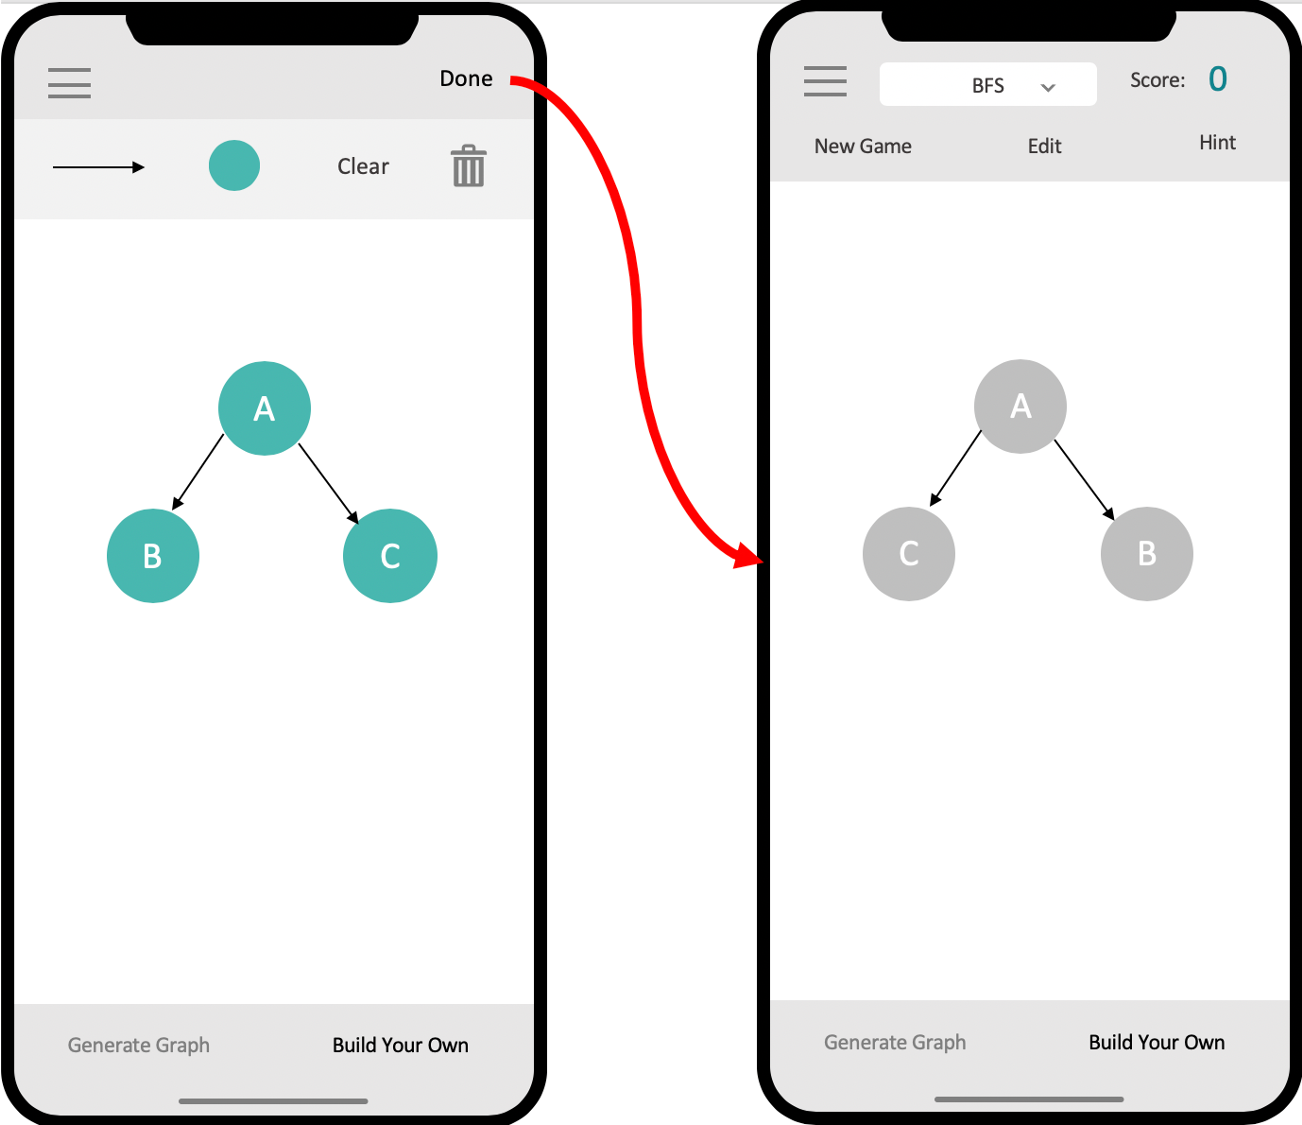 Done
Clear
A
B
C
Generate Graph
Build Your Own
BFS
Score: 0
New Game
Edit
Hint
A
C
B
Generate Graph
Build Your Own